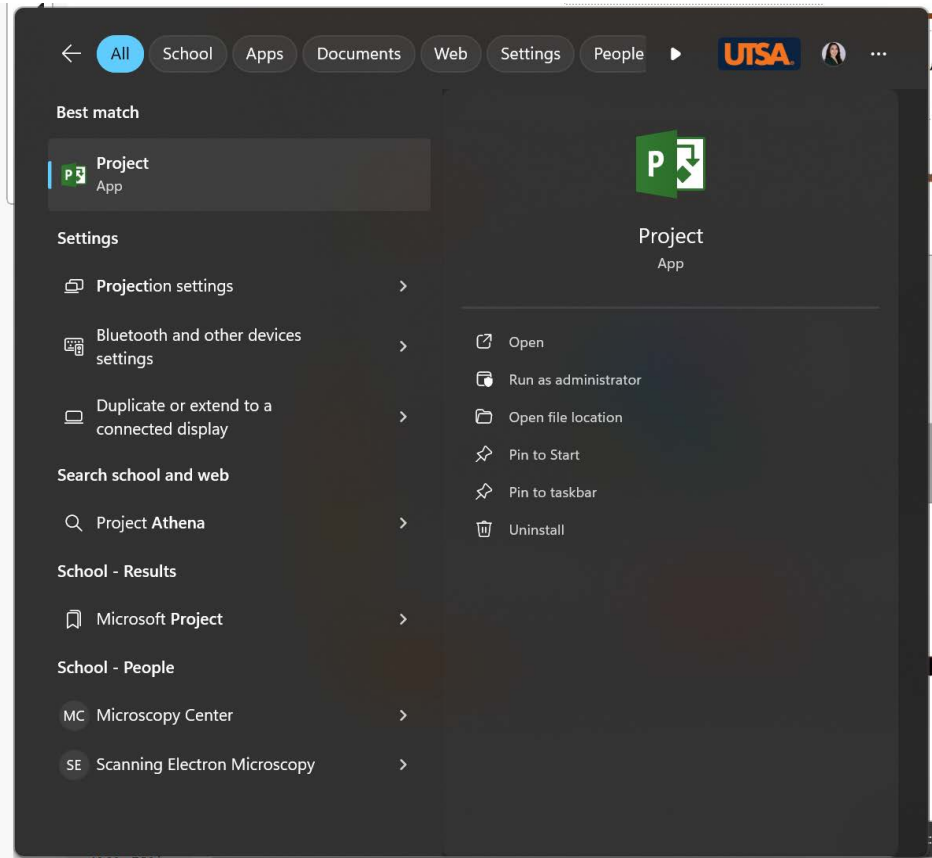 All
School
Apps
Documents
Web
Settings
People
UTSA.
Best match
Project
App
Settings
Projection settings
Bluetooth and other devices
settings
Duplicate or extend to a
connected display
Search school and web
Project Athena
School - Results
Microsoft Project
School - People
MC Microscopy Center
SE Scanning Electron Microscopy
P
Project
App
Open
Run as administrator
Open file location
Pin to Start
Pin to taskbar
Uninstall